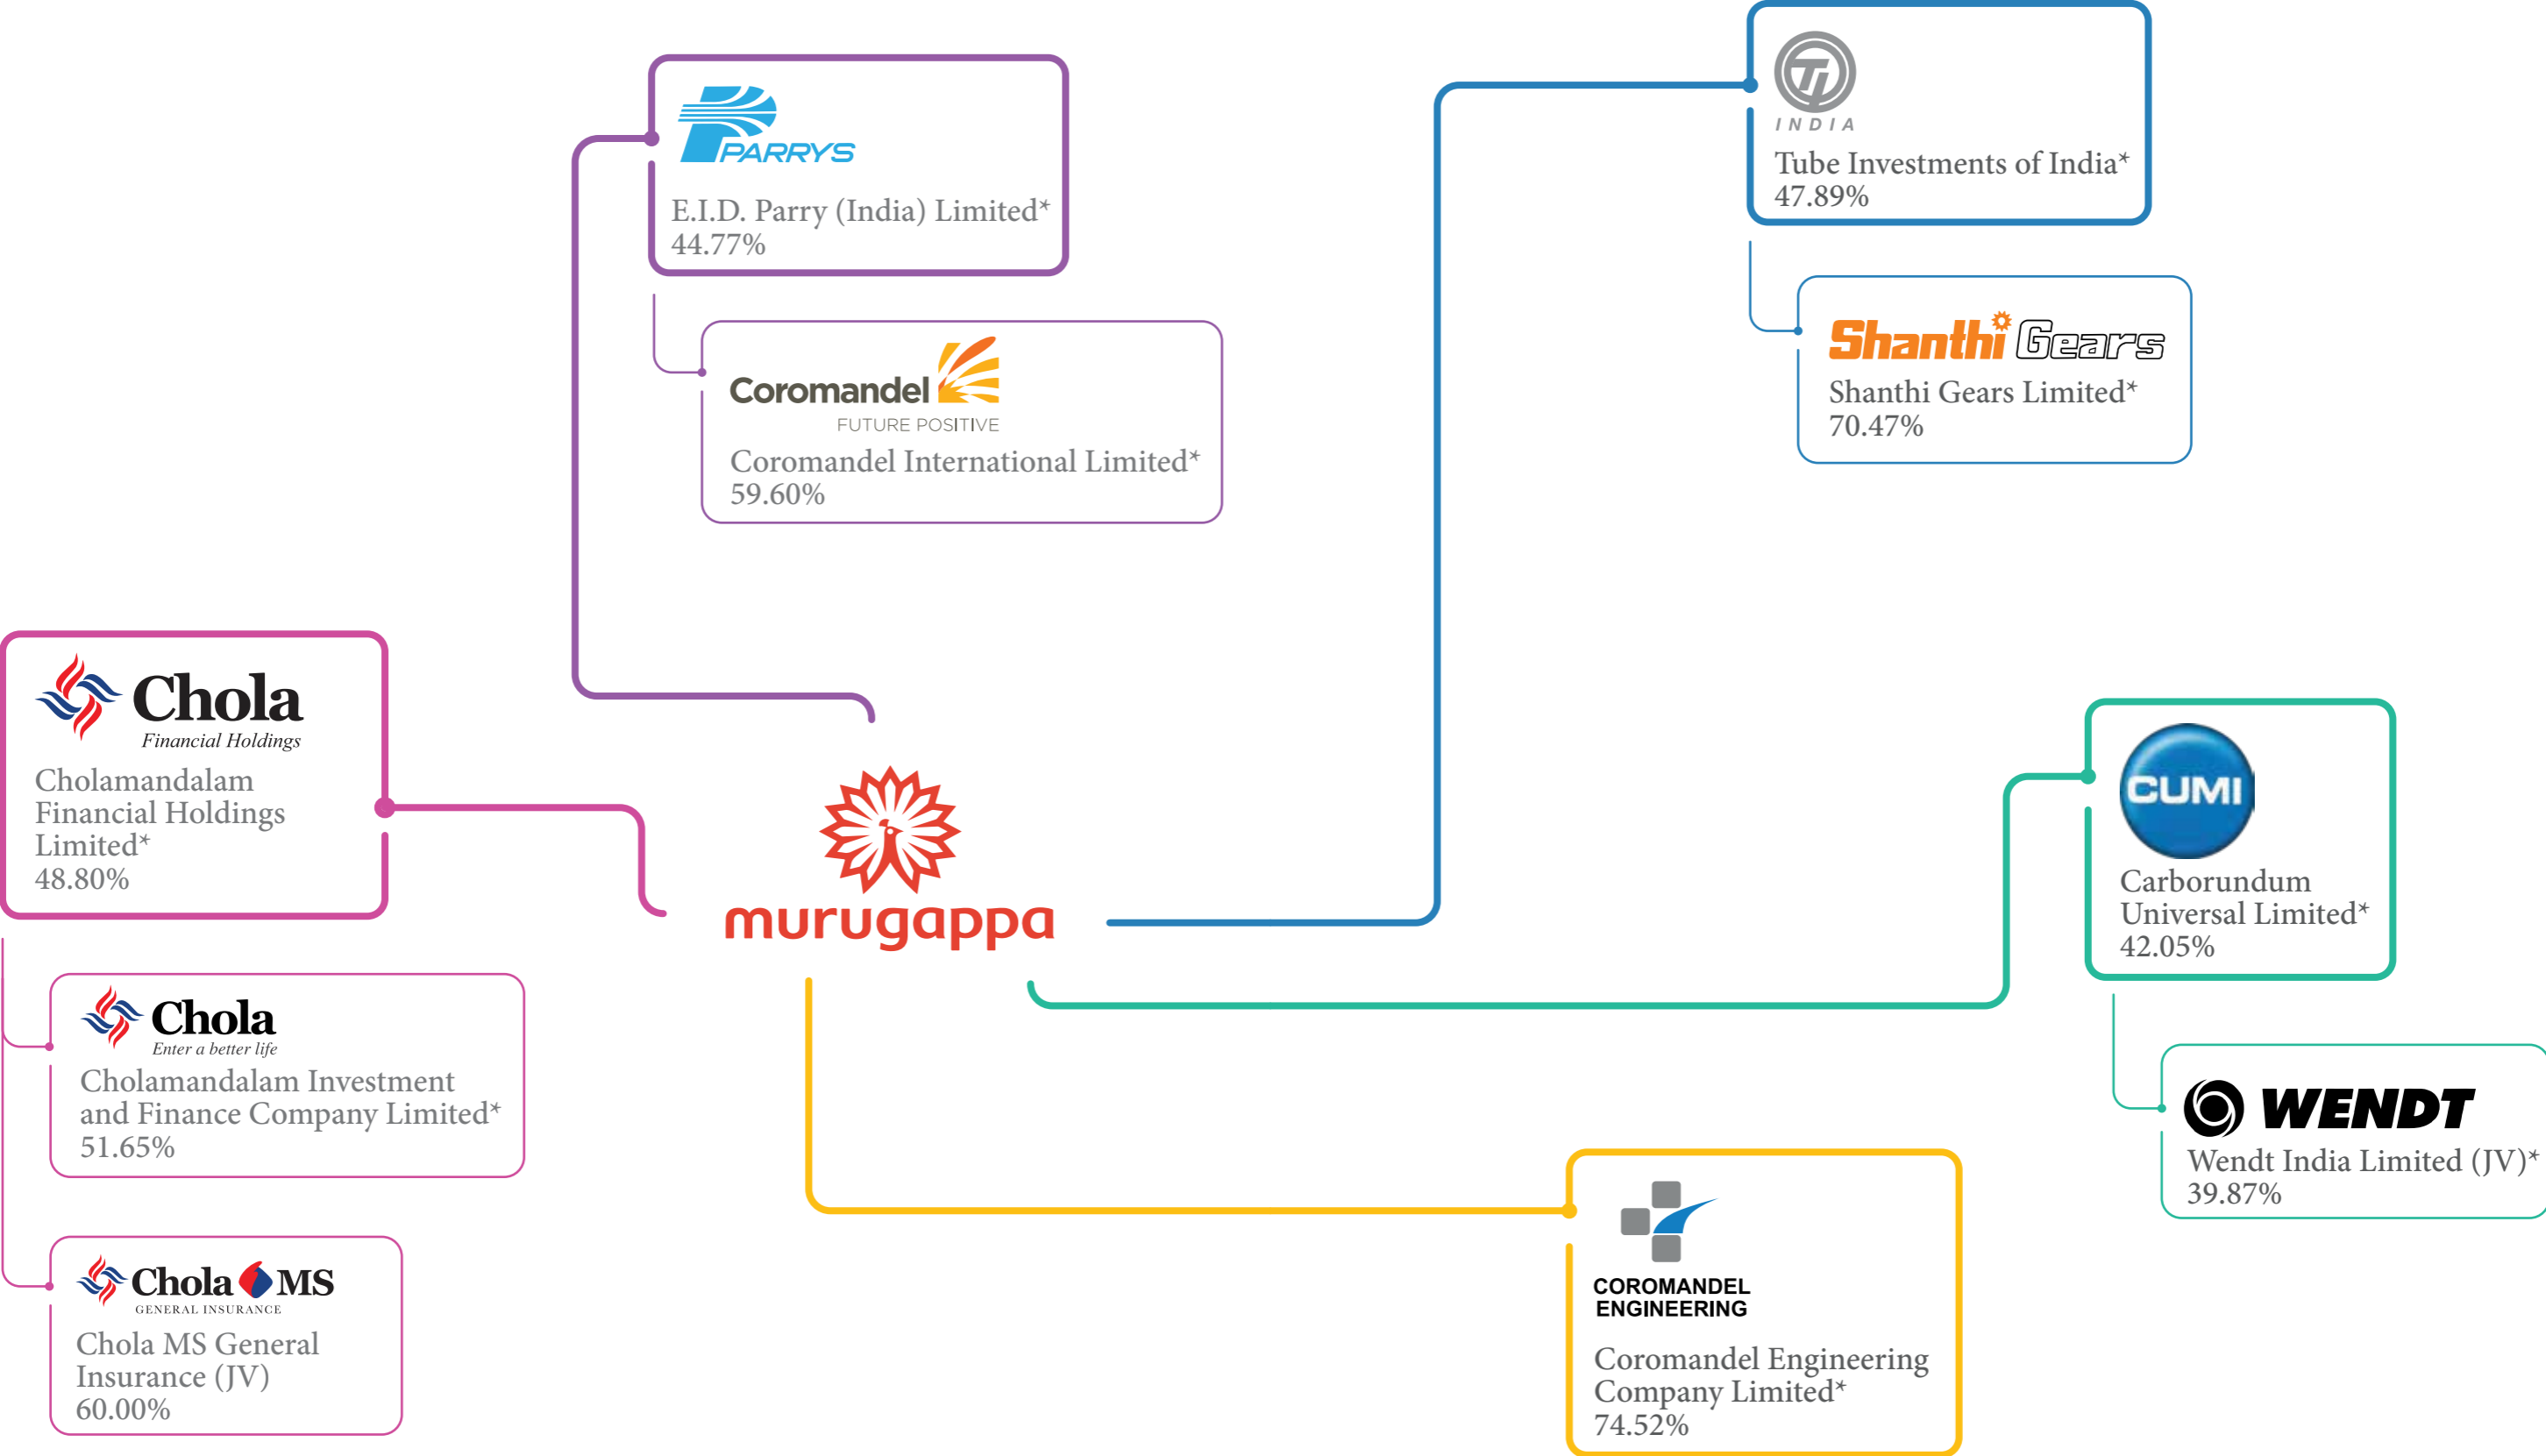 PARRYS
E.I.D. Parry (India) Limited*
44.77%
Coromandel
FUTURE POSITIVE
Coromandel International Limited*
59.60%
TI
INDIA
Tube Investments of India*
47.89%
Shanthi Gears
Shanthi Gears Limited*
70.47%
Chola
Financial Holdings
Cholamandalam
Financial Holdings
Limited*
48.80%
Chola
Enter a better life
Cholamandalam Investment
and Finance Company Limited*
51.65%
Chola MS
GENERAL INSURANCE
Chola MS General
Insurance (JV)
60.00%
murugappa
CUMI
Carborundum
Universal Limited*
42.05%
WENDT
Wendt India Limited (JV)*
39.87%
COROMANDEL
ENGINEERING
Coromandel Engineering
Company Limited*
74.52%